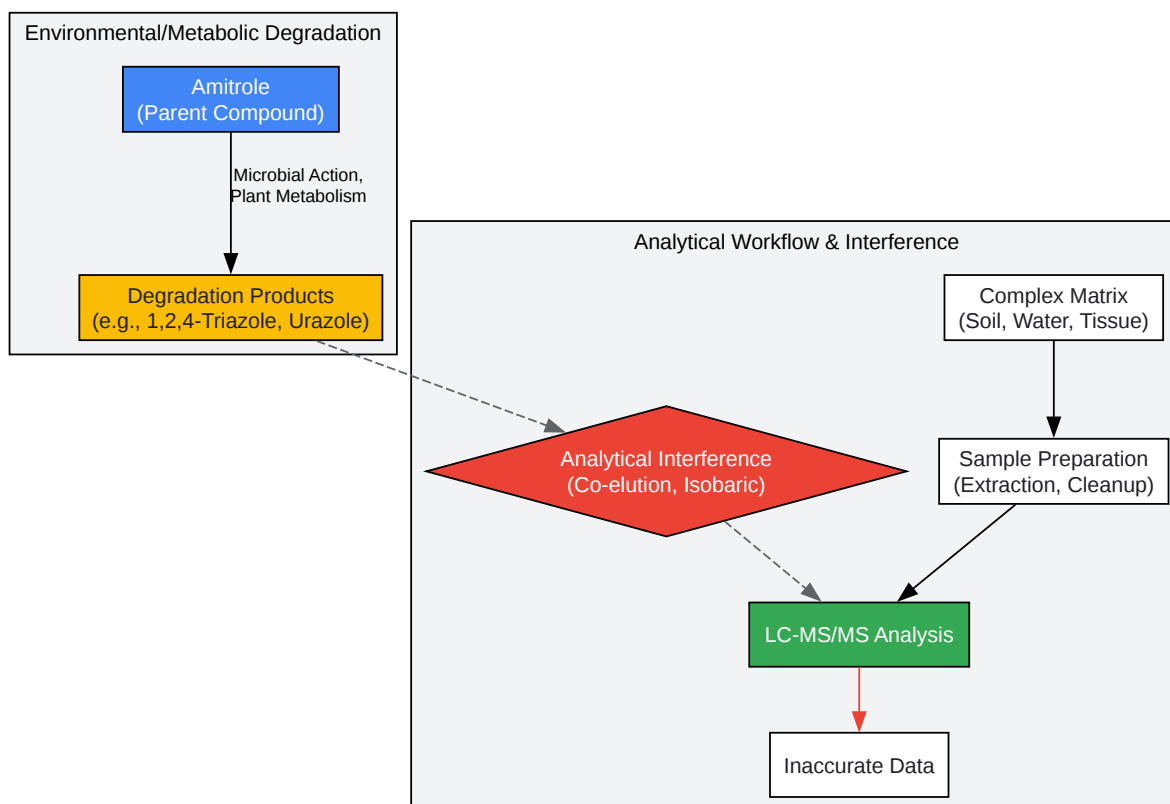 Environmental/Metabolic Degradation
Amitrole
(Parent Compound)
Microbial Action,
Plant Metabolism
Degradation Products
(e.g., 1,2,4-Triazole, Urazole)
Analytical Workflow & Interference
Complex Matrix
(Soil, Water, Tissue)
Analytical Interference
(Co-elution, Isobaric)
Sample Preparation
(Extraction, Cleanup)
LC-MS/MS Analysis
Inaccurate Data